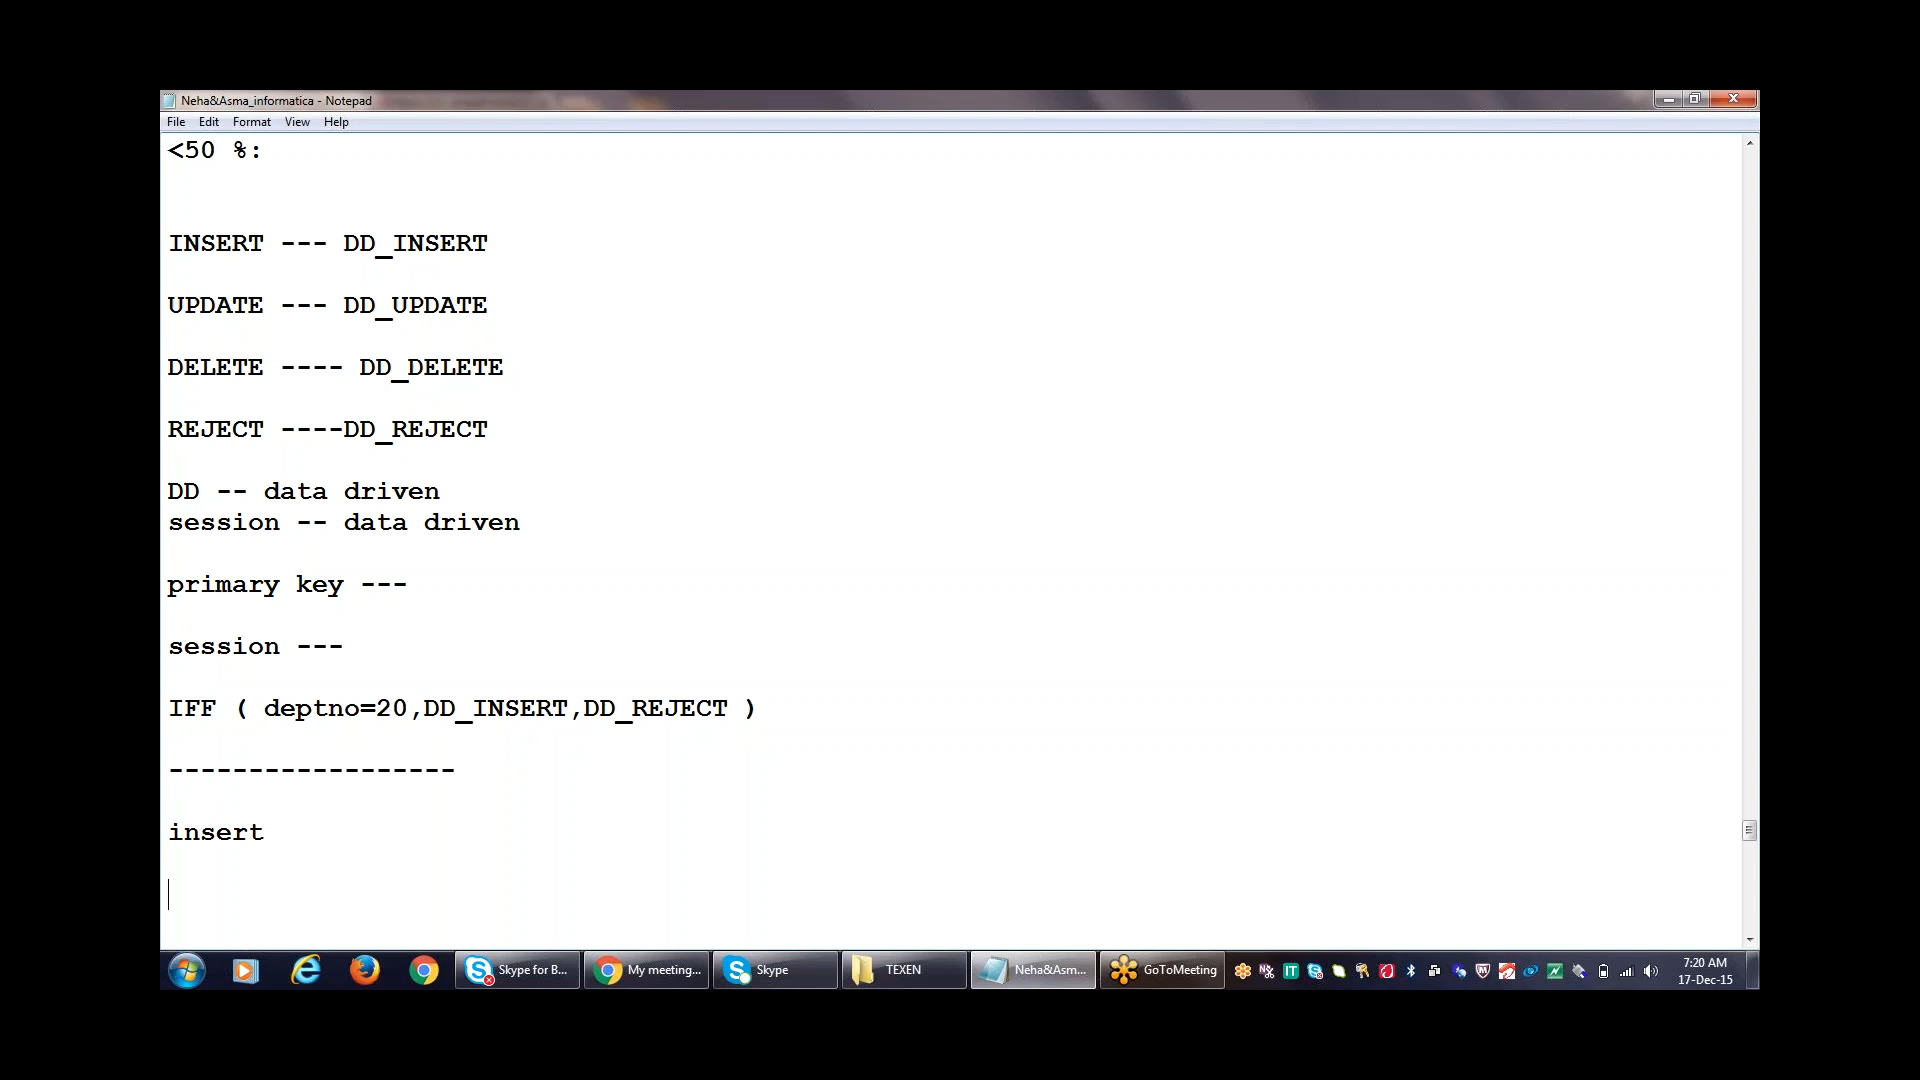 Neha&Asma_informatica - Notepad
File Edit Format View Help
<50 %:
INSERT --- DD_INSERT
UPDATE --- DD_UPDATE
DELETE ---- DD_DELETE
REJECT ----DD_REJECT
DD -- data driven
session -- data driven
primary key ---
session ---
IFF ( deptno=20,DD_INSERT,DD_REJECT )
------------------
insert
Skype for B... My meeting... Skype TEXEN Neha&Asm... GoToMeeting 7:20 AM
17-Dec-15